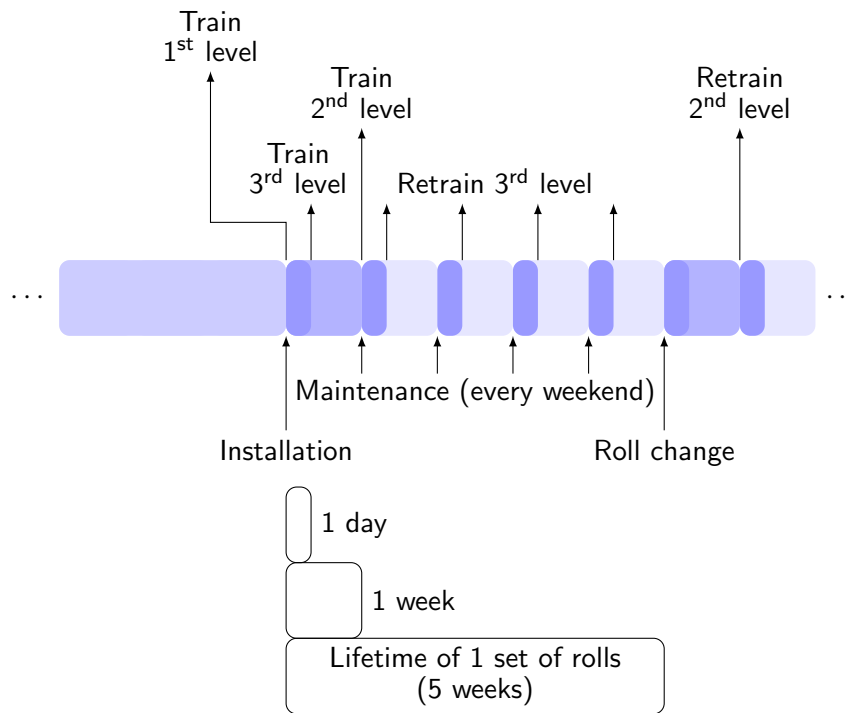 Train
1st level
Train
2nd level
Retrain
2nd level
Train
3rd level
Retrain 3rd level
...
..
Maintenance (every weekend)
Installation
Roll change
1 day
1 week
Lifetime of 1 set of rolls
(5 weeks)